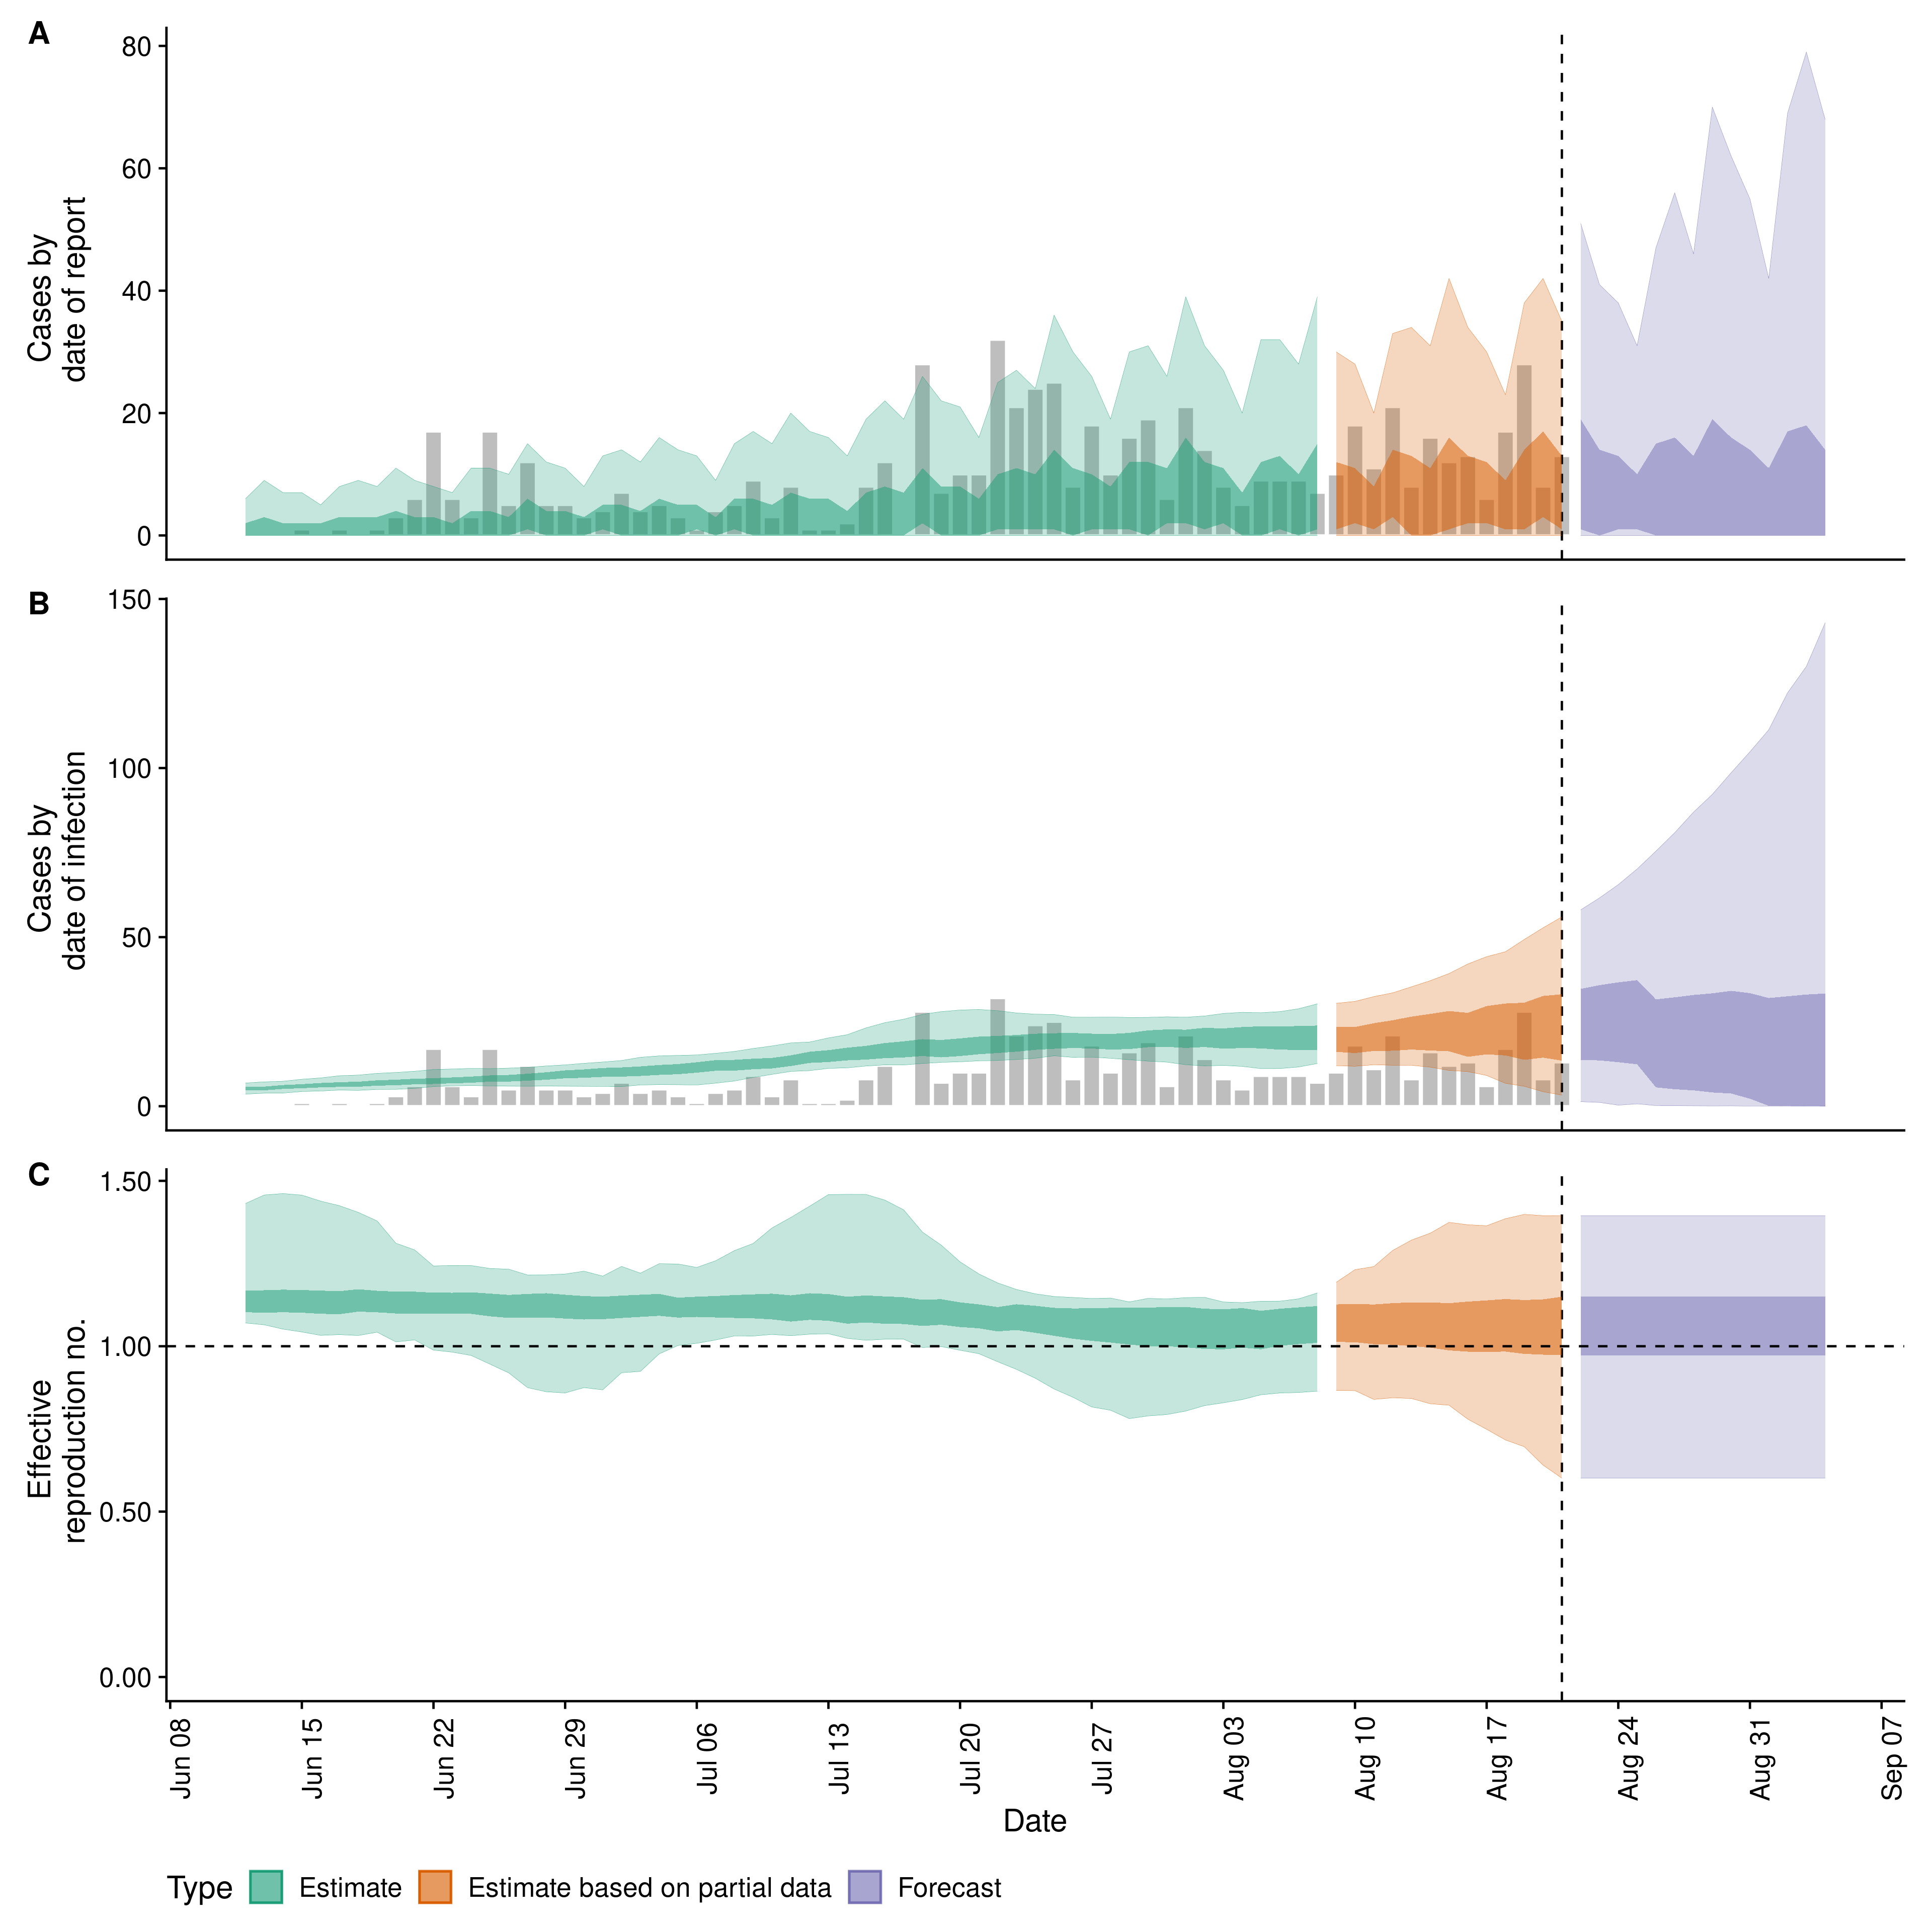 A
80
60
40
20
0
Cases by
date of report
B
150
100
50
0
Cases by
date of infection
C
1.50
1.00
0.50
0.00
Effective
reproduction no.
Jun 08
Jun 15
Jun 22
Jun 29
Jul 06
Jul 13
Jul 20
Jul 27
Aug 03
Aug 10
Aug 17
Aug 24
Aug 31
Sep 07
Date
Type Estimate Estimate based on partial data Forecast